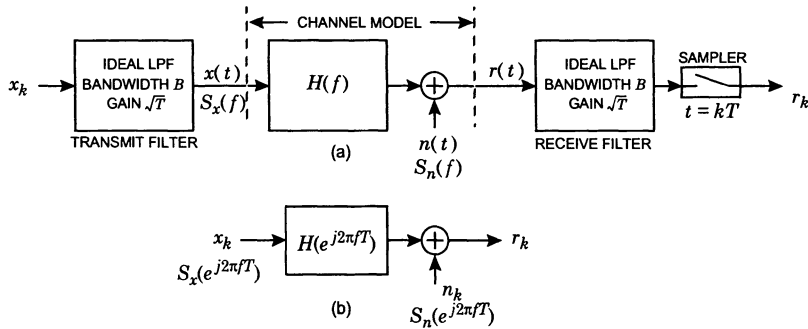 CHANNEL MODEL
x_k
IDEAL LPF
BANDWIDTH B
GAIN √T
TRANSMIT FILTER
x(t)
S_x(f)
H(f)
(a)
n(t)
S_n(f)
r(t)
IDEAL LPF
BANDWIDTH B
GAIN √T
RECEIVE FILTER
SAMPLER
t = kT
r_k
x_k
S_x(e^{j2πfT})
H(e^{j2πfT})
(b)
n_k
S_n(e^{j2πfT})
r_k